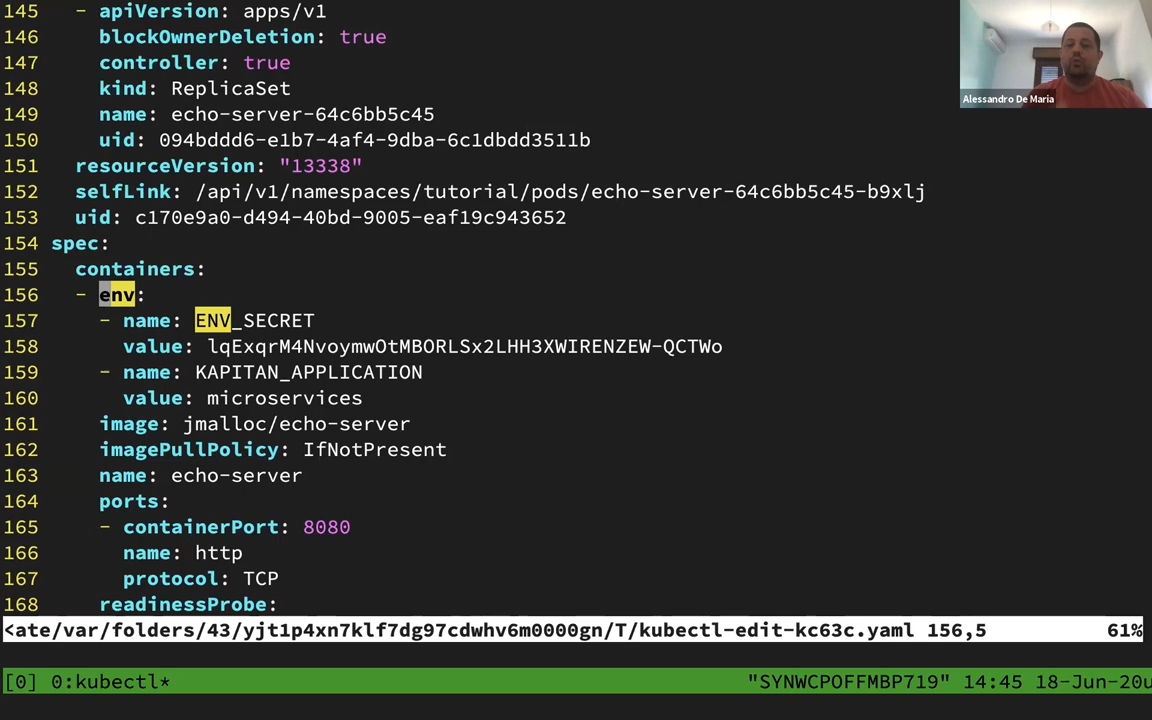 145   - apiVersion: apps/v1
146     blockOwnerDeletion: true
147     controller: true
148     kind: ReplicaSet
149     name: echo-server-64c6bb5c45
150     uid: 094bddd6-e1b7-4af4-9dba-6c1dbdd3511b
151   resourceVersion: "13338"
152   selfLink: /api/v1/namespaces/tutorial/pods/echo-server-64c6bb5c45-b9xlj
153   uid: c170e9a0-d494-40bd-9005-eaf19c943652
154 spec:
155   containers:
156   - env:
157     - name: ENV_SECRET
158       value: lqExqrM4NvoymwOtMBORLSx2LHH3XWIRENZEW-QCTWo
159     - name: KAPITAN_APPLICATION
160       value: microservices
161     image: jmalloc/echo-server
162     imagePullPolicy: IfNotPresent
163     name: echo-server
164     ports:
165     - containerPort: 8080
166       name: http
167       protocol: TCP
168     readinessProbe:
<ate/var/folders/43/yjt1p4xn7klf7dg97cdwhv6m0000gn/T/kubectl-edit-kc63c.yaml 156,5 61%
[0] 0:kubectl* "SYNWCPOFFMBP719" 14:45 18-Jun-20
Alessandro De Maria